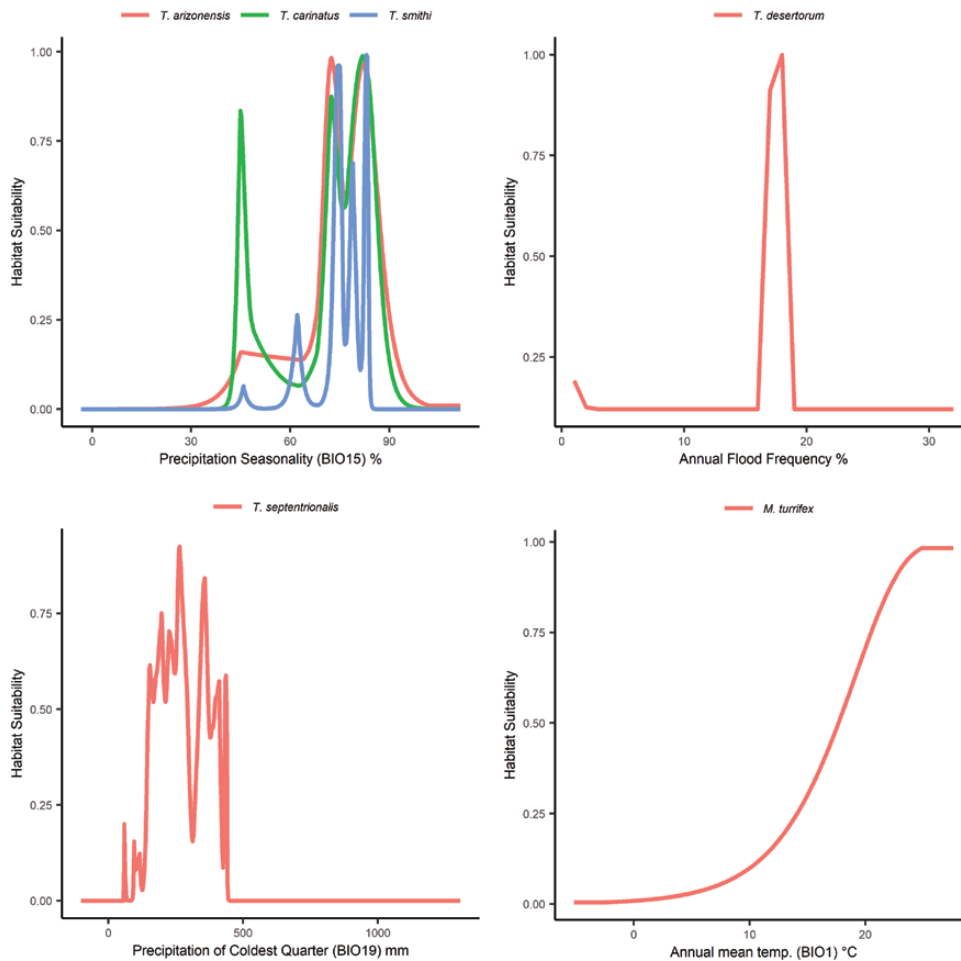 T. arizonensis T. carinatus T. smithi
1.00
0.75
0.50
0.25
0.00
Habitat Suitability
0 30 60 90
Precipitation Seasonality (BIO15) %
T. desertorum
1.00
0.75
0.50
0.25
Habitat Suitability
0 10 20 30
Annual Flood Frequency %
T. septentrionalis
0.75
0.50
0.25
0.00
Habitat Suitability
0 500 1000
Precipitation of Coldest Quarter (BIO19) mm
M. turrifex
1.00
0.75
0.50
0.25
0.00
Habitat Suitability
0 10 20
Annual mean temp. (BIO1) °C